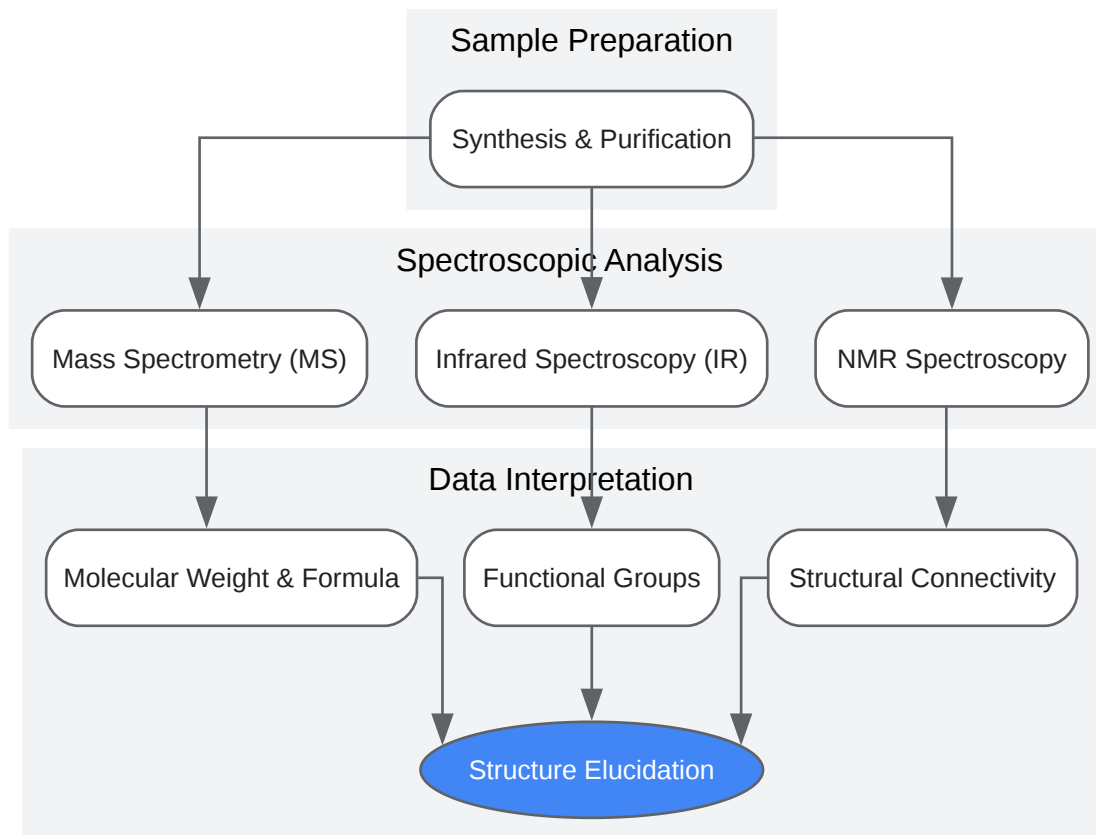 Sample Preparation
Synthesis & Purification
Spectroscopic Analysis
Mass Spectrometry (MS)
Infrared Spectroscopy (IR)
NMR Spectroscopy
Data Interpretation
Molecular Weight & Formula
Functional Groups
Structural Connectivity
Structure Elucidation